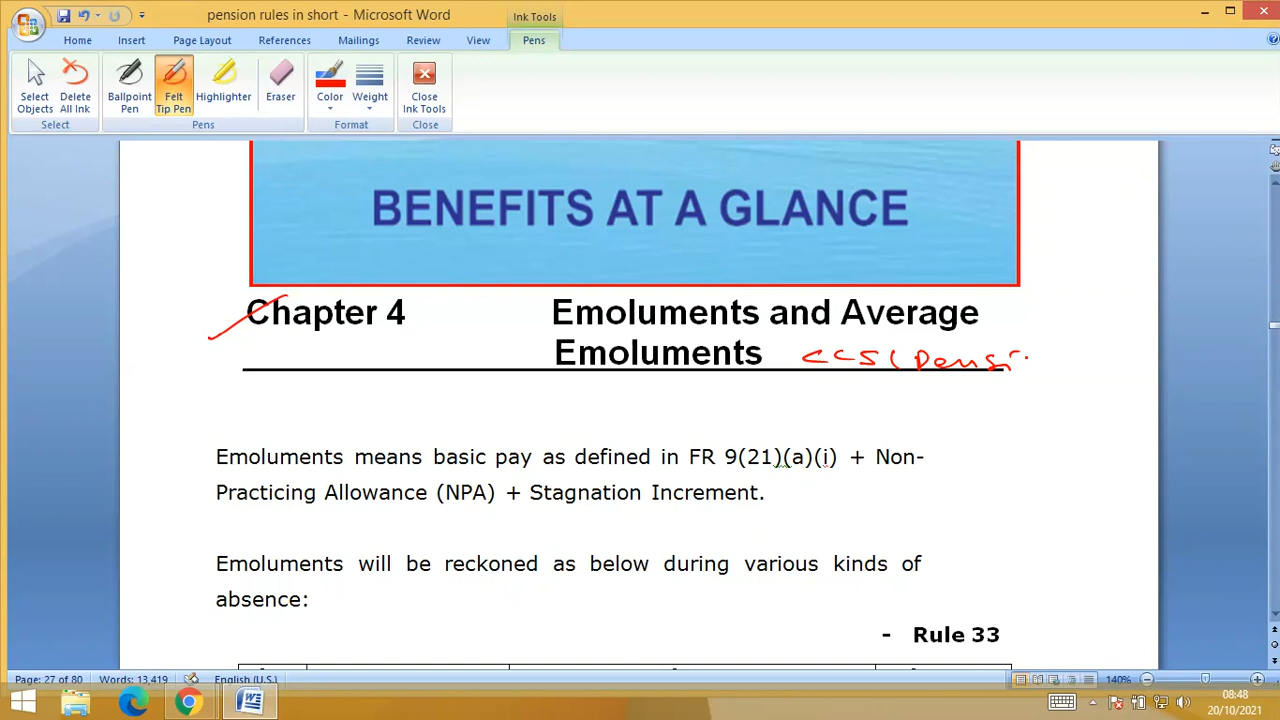 pension rules in short - Microsoft Word
Ink Tools
Home Insert Page Layout References Mailings Review View Pens
Select Objects
Delete All Ink
Ballpoint Pen
Felt Tip Pen
Highlighter
Eraser
Color
Weight
Close Ink Tools
Select Pens Format Close
BENEFITS AT A GLANCE
Chapter 4 Emoluments and Average
Emoluments CCS (Pensi
Emoluments means basic pay as defined in FR 9(21)(a)(i) + Non-
Practicing Allowance (NPA) + Stagnation Increment.
Emoluments will be reckoned as below during various kinds of
absence:
- Rule 33
Page: 27 of 80 Words: 13,419 English (U.S.) 140%
08:48
20/10/2021